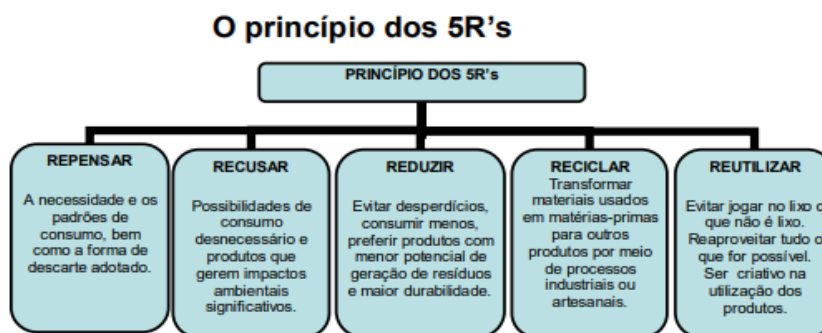 O princípio dos 5R's
PRINCÍPIO DOS 5R's
REPENSAR
A necessidade e os
padrões de
consumo, bem
como a forma de
descarte adotado.
RECUSAR
Possibilidades de
consumo
desnecessário e
produtos que
gerem impactos
ambientais
significativos.
REDUZIR
Evitar desperdícios,
consumir menos,
preferir produtos com
menor potencial de
geração de resíduos
e maior durabilidade.
RECICLAR
Transformar
materiais usados
em matérias-primas
para outros
produtos por meio
de processos
industriais ou
artesanais.
REUTILIZAR
Evitar jogar no lixo o
que não é lixo.
Reaproveitar tudo o
que for possível.
Ser criativo na
utilização dos
produtos.